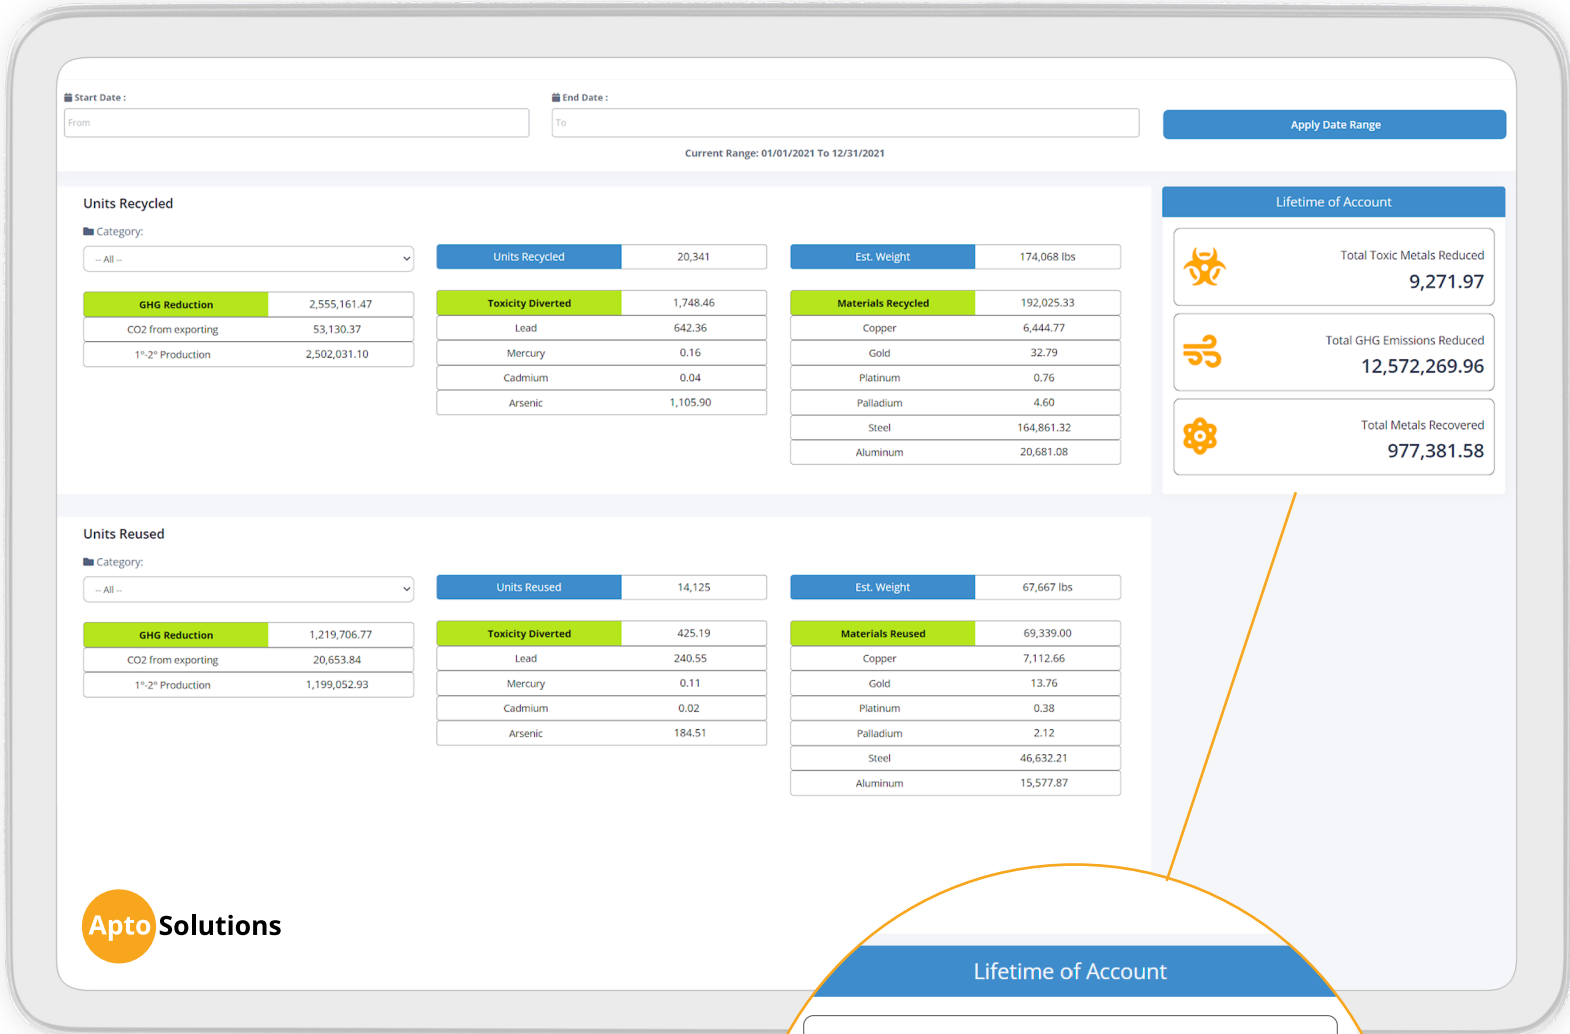 Start Date :
From
End Date :
To
Apply Date Range
Current Range: 01/01/2021 To 12/31/2021
Units Recycled
Category:
-- All --
Units Recycled 20,341
Est. Weight 174,068 lbs
GHG Reduction 2,555,161.47
CO2 from exporting 53,130.37
1°-2° Production 2,502,031.10
Toxicity Diverted 1,748.46
Lead 642.36
Mercury 0.16
Cadmium 0.04
Arsenic 1,105.90
Materials Recycled 192,025.33
Copper 6,444.77
Gold 32.79
Platinum 0.76
Palladium 4.60
Steel 164,861.32
Aluminum 20,681.08
Lifetime of Account
Total Toxic Metals Reduced
9,271.97
Total GHG Emissions Reduced
12,572,269.96
Total Metals Recovered
977,381.58
Units Reused
Category:
-- All --
Units Reused 14,125
Est. Weight 67,667 lbs
GHG Reduction 1,219,706.77
CO2 from exporting 20,653.84
1°-2° Production 1,199,052.93
Toxicity Diverted 425.19
Lead 240.55
Mercury 0.11
Cadmium 0.02
Arsenic 184.51
Materials Reused 69,339.00
Copper 7,112.66
Gold 13.76
Platinum 0.38
Palladium 2.12
Steel 46,632.21
Aluminum 15,577.87
Apto Solutions
Lifetime of Account